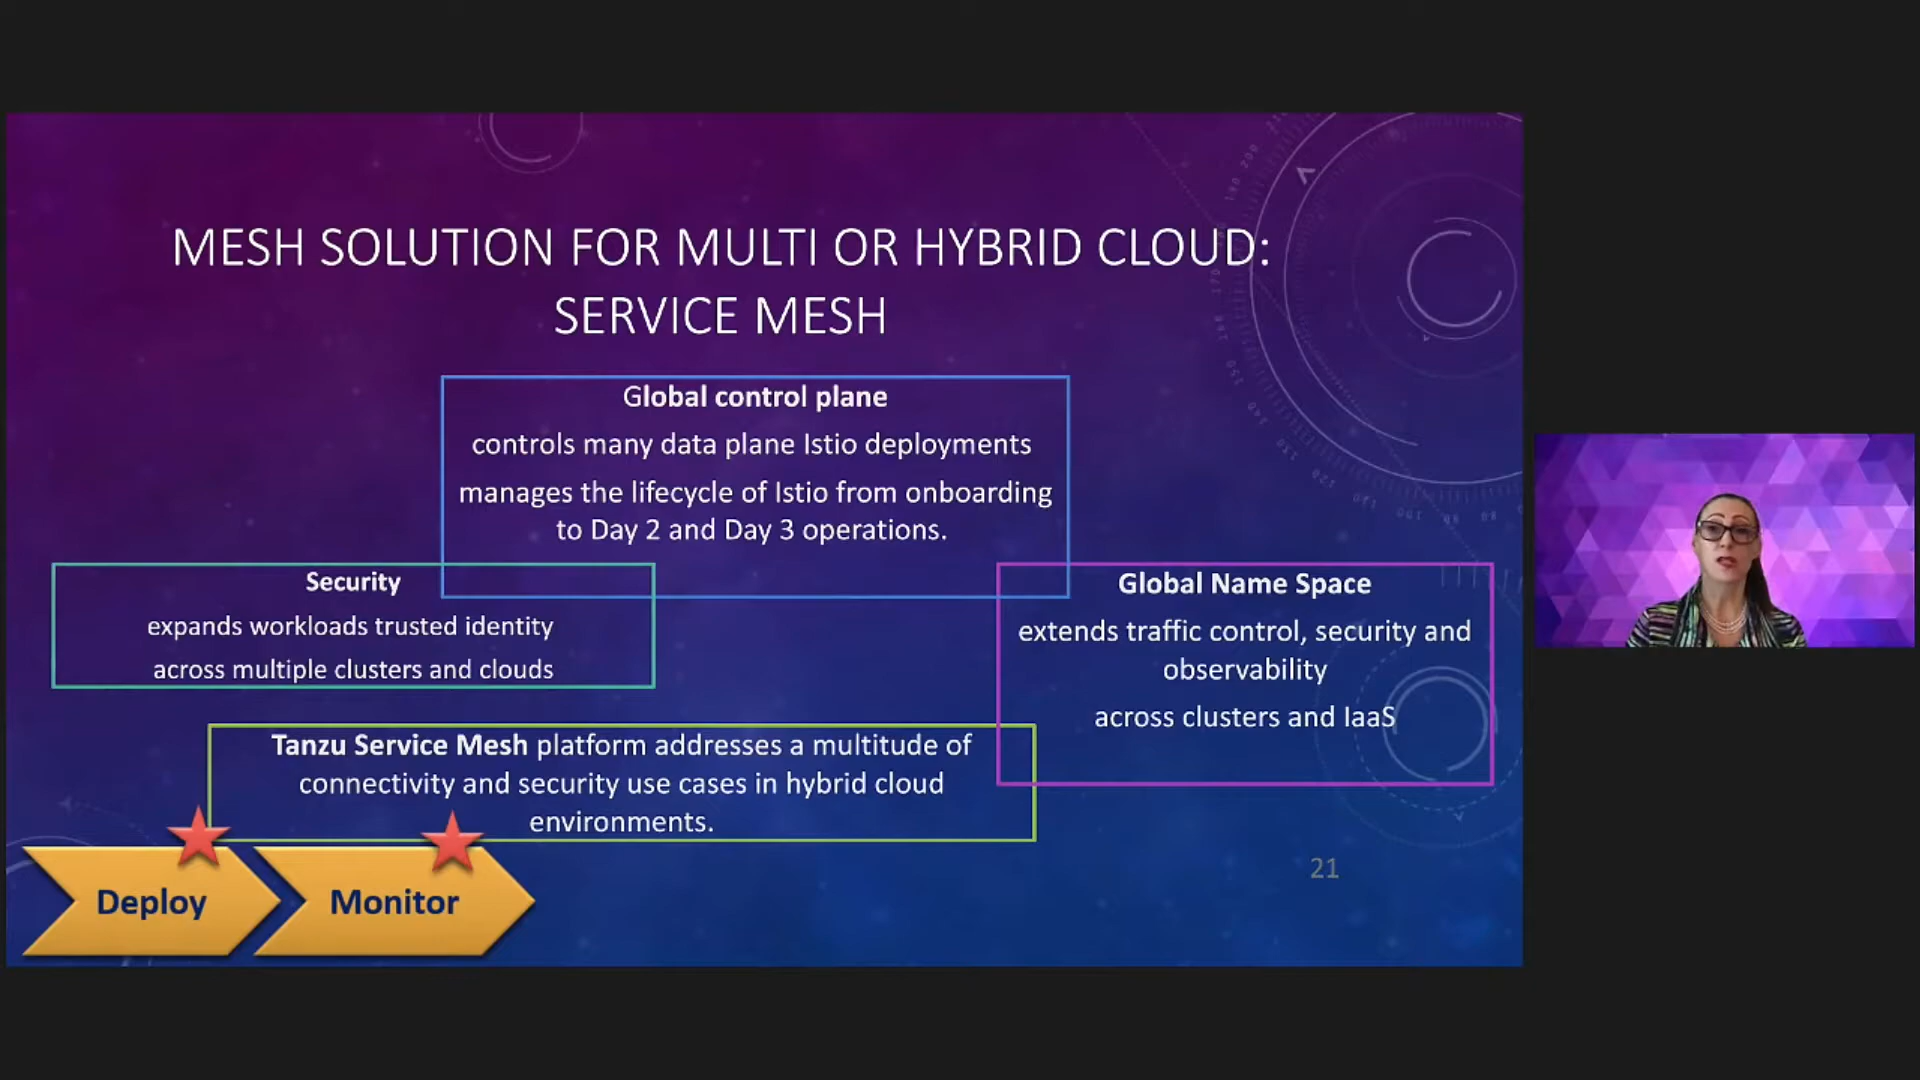 MESH SOLUTION FOR MULTI OR HYBRID CLOUD:
SERVICE MESH
Global control plane
controls many data plane Istio deployments
manages the lifecycle of Istio from onboarding
to Day 2 and Day 3 operations.
Security
expands workloads trusted identity
across multiple clusters and clouds
Global Name Space
extends traffic control, security and
observability
across clusters and IaaS
Tanzu Service Mesh platform addresses a multitude of
connectivity and security use cases in hybrid cloud
environments.
Deploy
Monitor
21